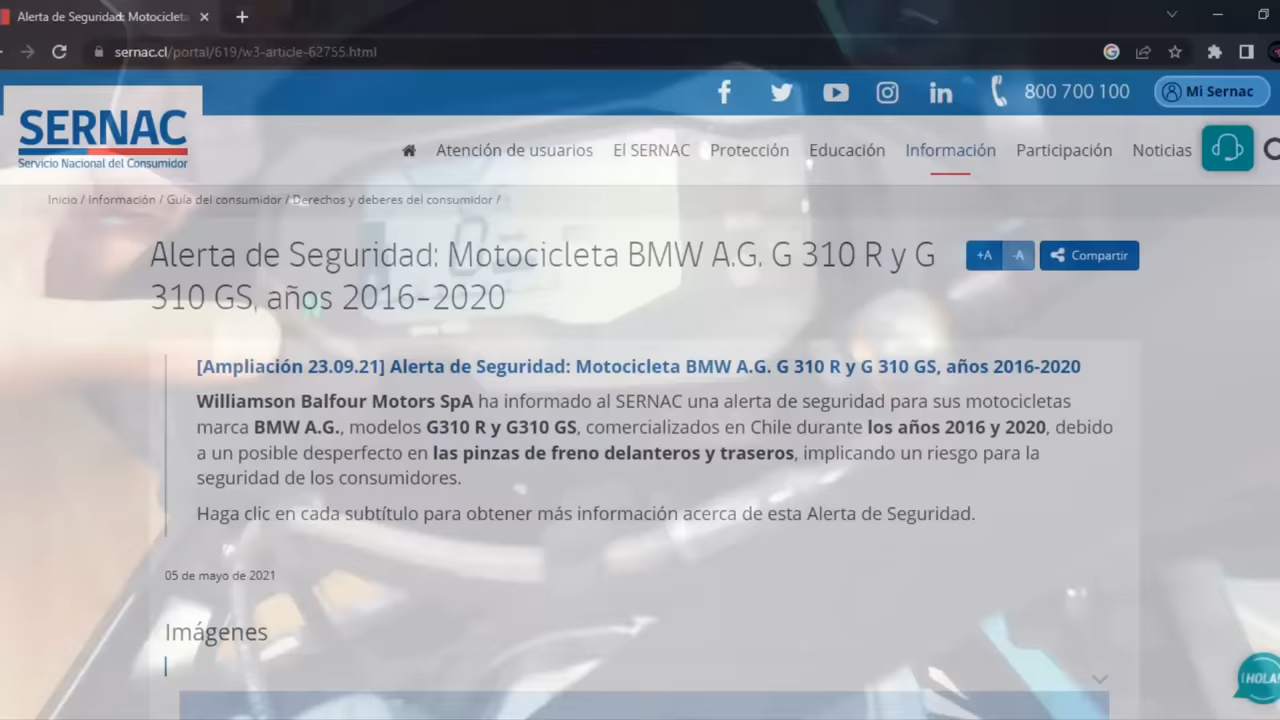 Alerta de Seguridad: Motocicleta
sernac.cl/portal/619/w3-article-62755.html
800 700 100
Mi Sernac
SERNAC
Servicio Nacional del Consumidor
Atención de usuarios El SERNAC Protección Educación Información Participación Noticias
Inicio / Información / Guía del consumidor / Derechos y deberes del consumidor /
Alerta de Seguridad: Motocicleta BMW A.G. G 310 R y G
310 GS, años 2016-2020
+A -A Compartir
[Ampliación 23.09.21] Alerta de Seguridad: Motocicleta BMW A.G. G 310 R y G 310 GS, años 2016-2020
Williamson Balfour Motors SpA ha informado al SERNAC una alerta de seguridad para sus motocicletas
marca BMW A.G., modelos G310 R y G310 GS, comercializados en Chile durante los años 2016 y 2020, debido
a un posible desperfecto en las pinzas de freno delanteros y traseros, implicando un riesgo para la
seguridad de los consumidores.
Haga clic en cada subtítulo para obtener más información acerca de esta Alerta de Seguridad.
05 de mayo de 2021
Imágenes
¡HOLA!